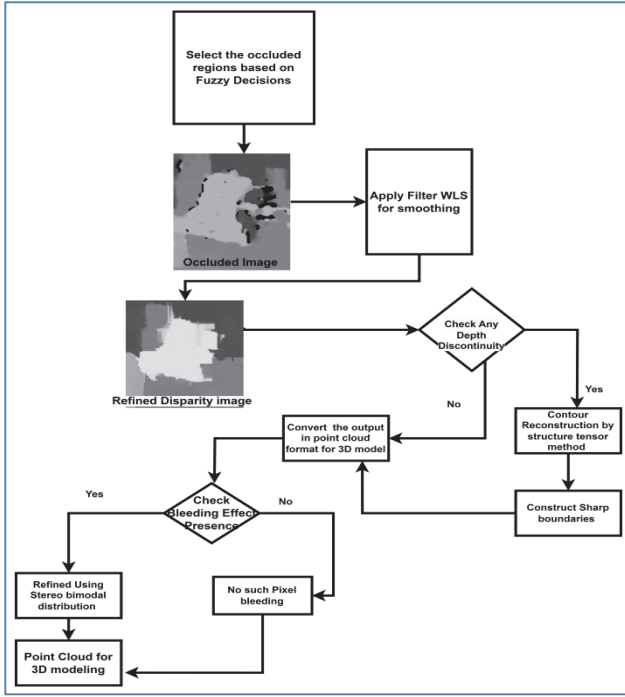 Select the occluded
regions based on
Fuzzy Decisions
Occluded Image
Apply Filter WLS
for smoothing
Refined Disparity image
Check Any
Depth
Discontinuity
Yes
No
Contour
Reconstruction by
structure tensor
method
Construct Sharp
boundaries
Convert the output
in point cloud
format for 3D model
Check
Bleeding Effect
Presence
Yes
No
Refined Using
Stereo bimodal
distribution
No such Pixel
bleeding
Point Cloud for
3D modeling